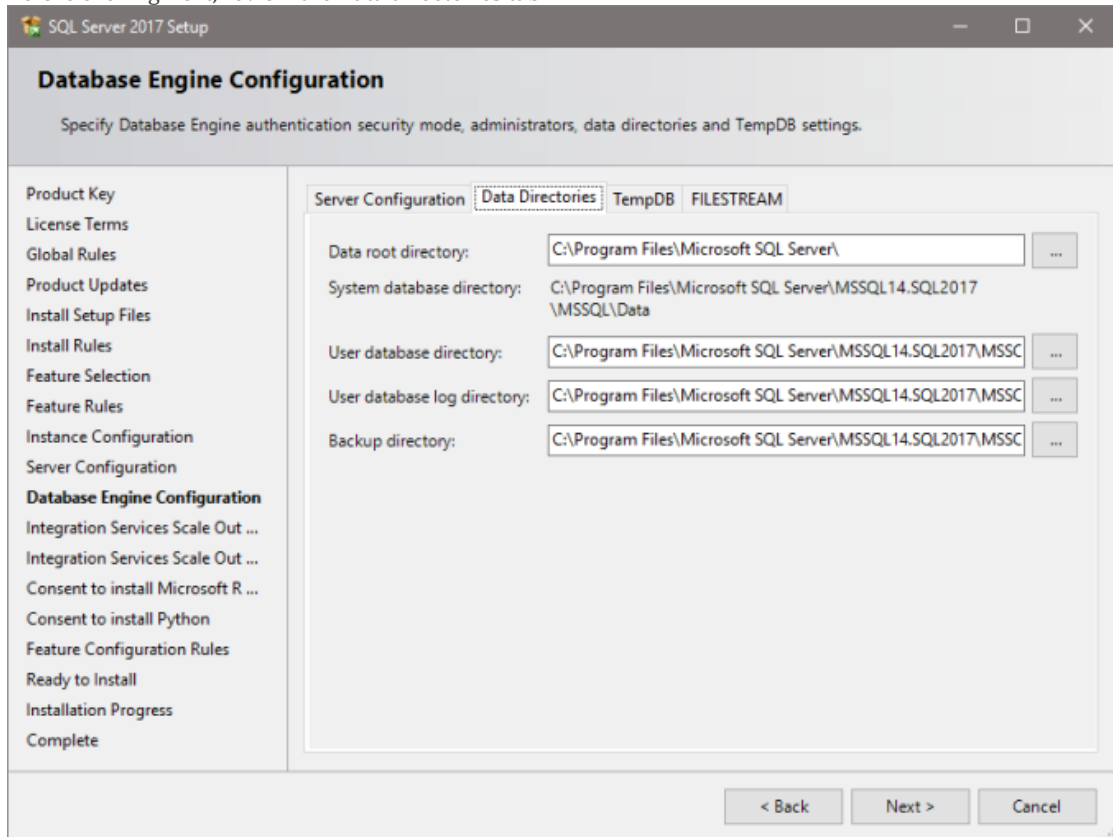 SQL Server 2017 Setup
Database Engine Configuration
Specify Database Engine authentication security mode, administrators, data directories and TempDB settings.
Product Key
License Terms
Global Rules
Product Updates
Install Setup Files
Install Rules
Feature Selection
Feature Rules
Instance Configuration
Server Configuration
Database Engine Configuration
Integration Services Scale Out ...
Integration Services Scale Out ...
Consent to install Microsoft R ...
Consent to install Python
Feature Configuration Rules
Ready to Install
Installation Progress
Complete
Server Configuration Data Directories TempDB FILESTREAM
Data root directory: C:\Program Files\Microsoft SQL Server\ ...
System database directory: C:\Program Files\Microsoft SQL Server\MSSQL14.SQL2017
\MSSQL\Data
User database directory: C:\Program Files\Microsoft SQL Server\MSSQL14.SQL2017\MSSC ...
User database log directory: C:\Program Files\Microsoft SQL Server\MSSQL14.SQL2017\MSSC ...
Backup directory: C:\Program Files\Microsoft SQL Server\MSSQL14.SQL2017\MSSC ...
< Back Next > Cancel